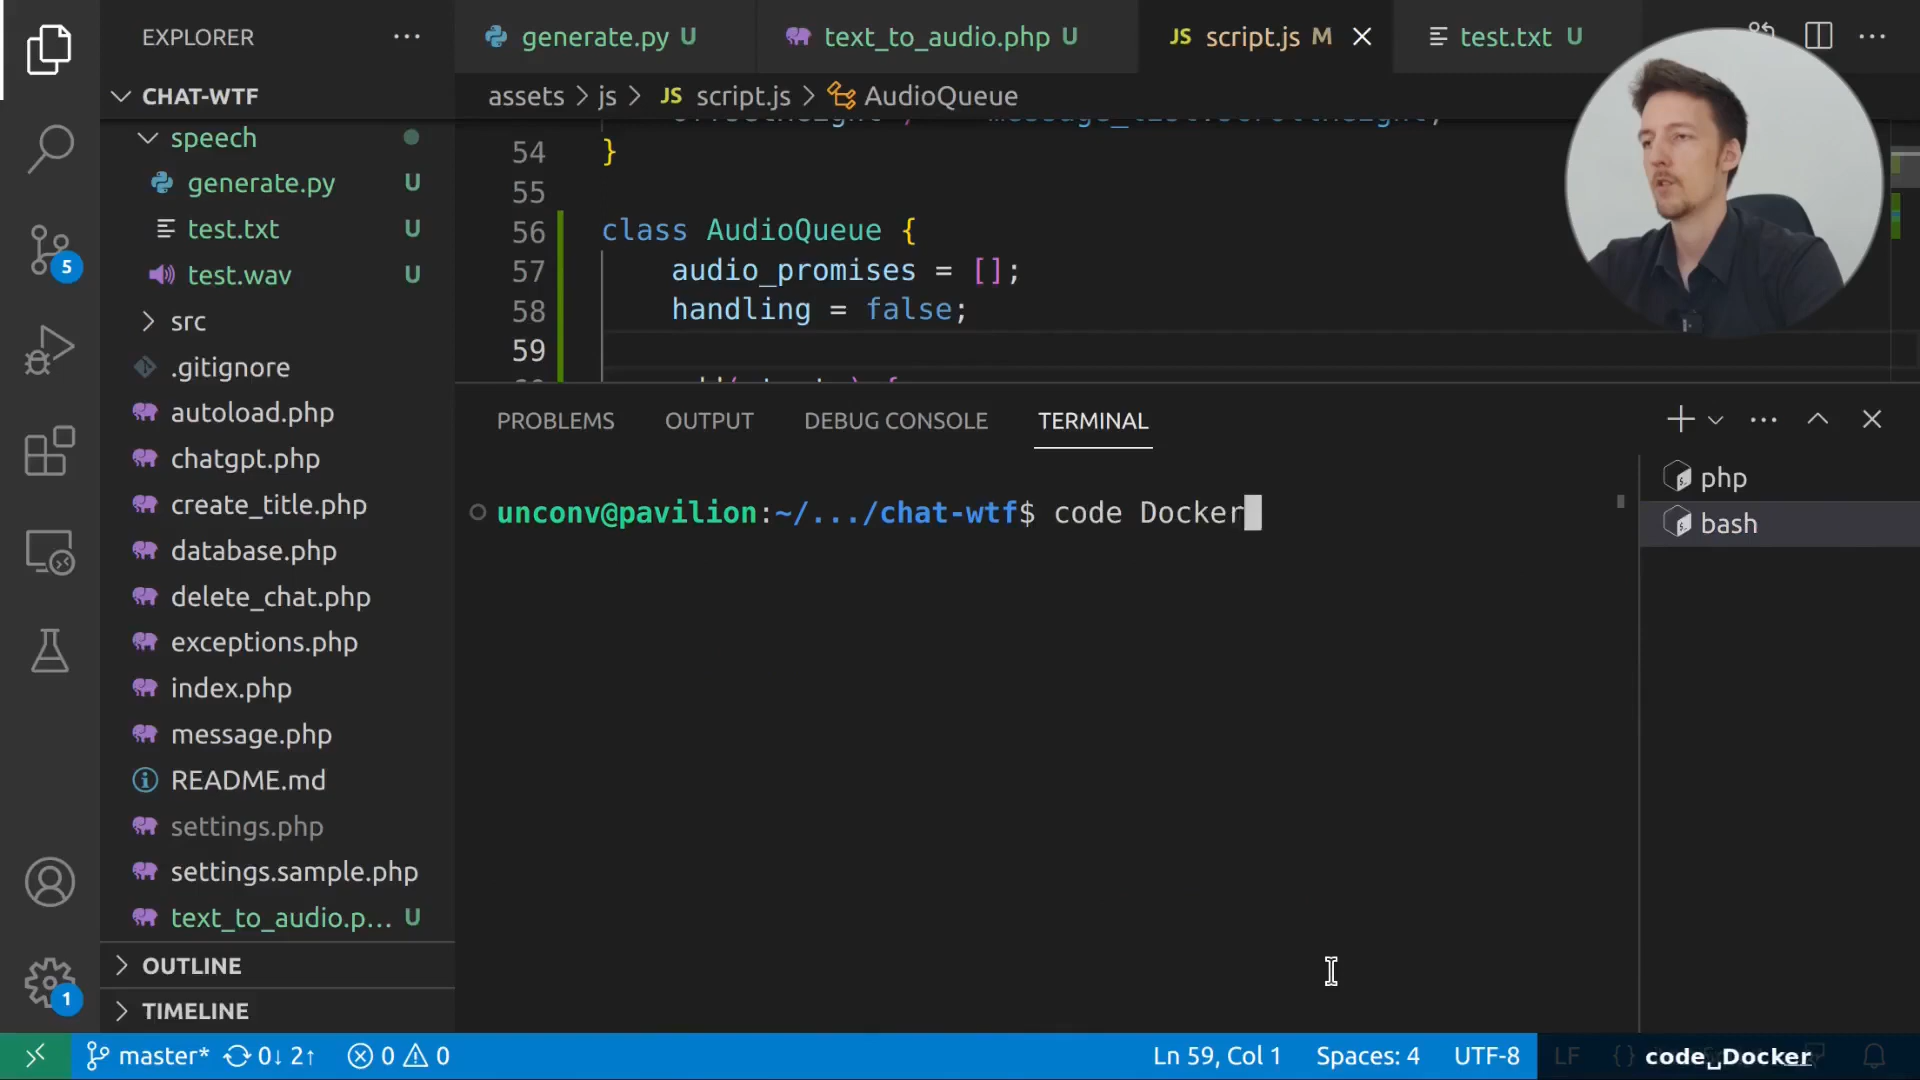 EXPLORER
CHAT-WTF
speech
generate.py U
test.txt U
test.wav U
src
.gitignore
autoload.php
chatgpt.php
create_title.php
database.php
delete_chat.php
exceptions.php
index.php
message.php
README.md
settings.php
settings.sample.php
text_to_audio.p... U
OUTLINE
TIMELINE
5
1
generate.py U
text_to_audio.php U
JS script.js M
test.txt U
assets > js > JS script.js > AudioQueue
54 }
55
56 class AudioQueue {
57 audio_promises = [];
58 handling = false;
59
PROBLEMS OUTPUT DEBUG CONSOLE TERMINAL
unconv@pavilion:~/.../chat-wtf$ code Docker
php
bash
master* 0↓ 2↑ 0 0
Ln 59, Col 1 Spaces: 4 UTF-8 LF {}
code␣Docker